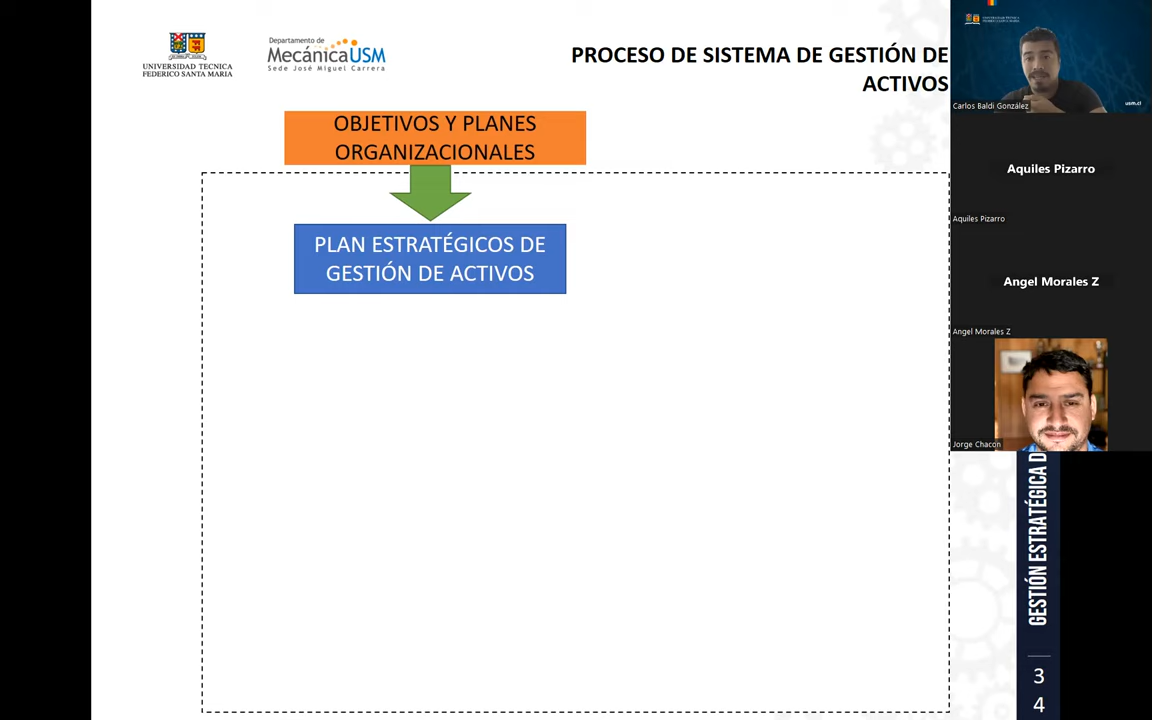 UNIVERSIDAD TECNICA
FEDERICO SANTA MARIA
Departamento de
MecánicaUSM
Sede José Miguel Carrera
PROCESO DE SISTEMA DE GESTIÓN DE
ACTIVOS
OBJETIVOS Y PLANES
ORGANIZACIONALES
PLAN ESTRATÉGICOS DE
GESTIÓN DE ACTIVOS
usm.cl
Carlos Baldi González
Aquiles Pizarro
Aquiles Pizarro
Angel Morales Z
Angel Morales Z
Jorge Chacon
GESTIÓN ESTRATÉGICA D
3
4